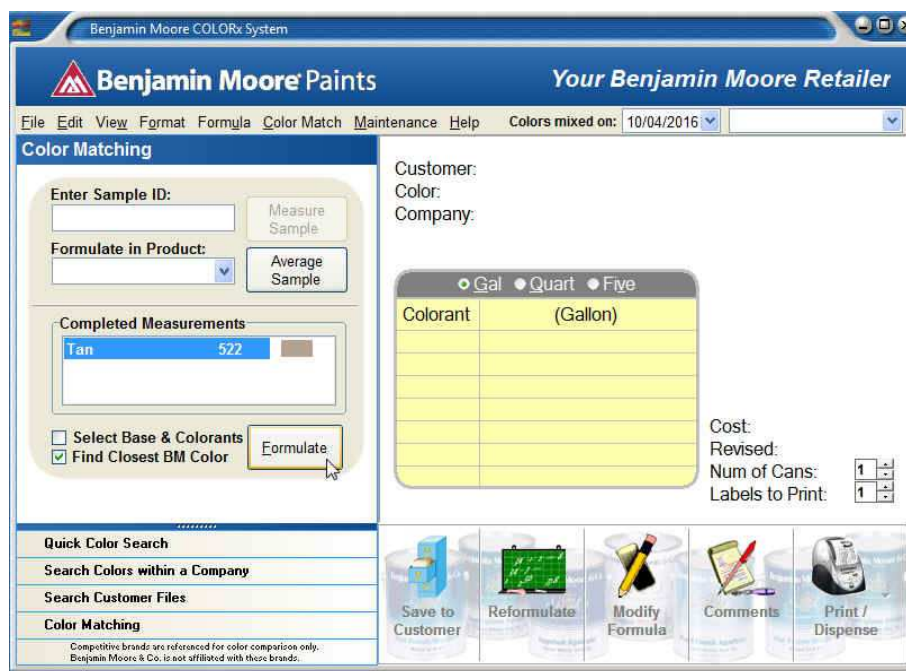 Benjamin Moore COLORx System
Benjamin Moore Paints
Your Benjamin Moore Retailer
File Edit View Format Formula Color Match Maintenance Help Colors mixed on: 10/04/2016
Color Matching
Enter Sample ID:
Measure
Sample
Formulate in Product:
Average
Sample
Completed Measurements
Tan 522
Select Base & Colorants
Find Closest BM Color
Formulate
Customer:
Color:
Company:
Gal Quart Five
Colorant (Gallon)
Cost:
Revised:
Num of Cans: 1
Labels to Print: 1
Quick Color Search
Search Colors within a Company
Search Customer Files
Color Matching
Competitive brands are referenced for color comparison only.
Benjamin Moore & Co. is not affiliated with these brands.
Save to
Customer
Reformulate
Modify
Formula
Comments
Print /
Dispense